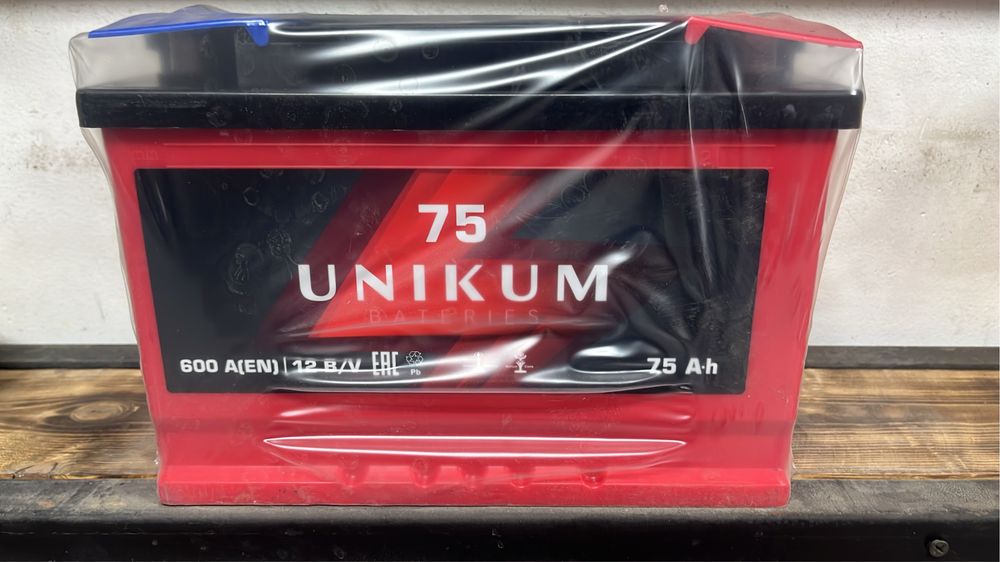 75
UNIKUM
BATERIES
600 A(EN) | 12 B/V EAC Pb
75 A·h